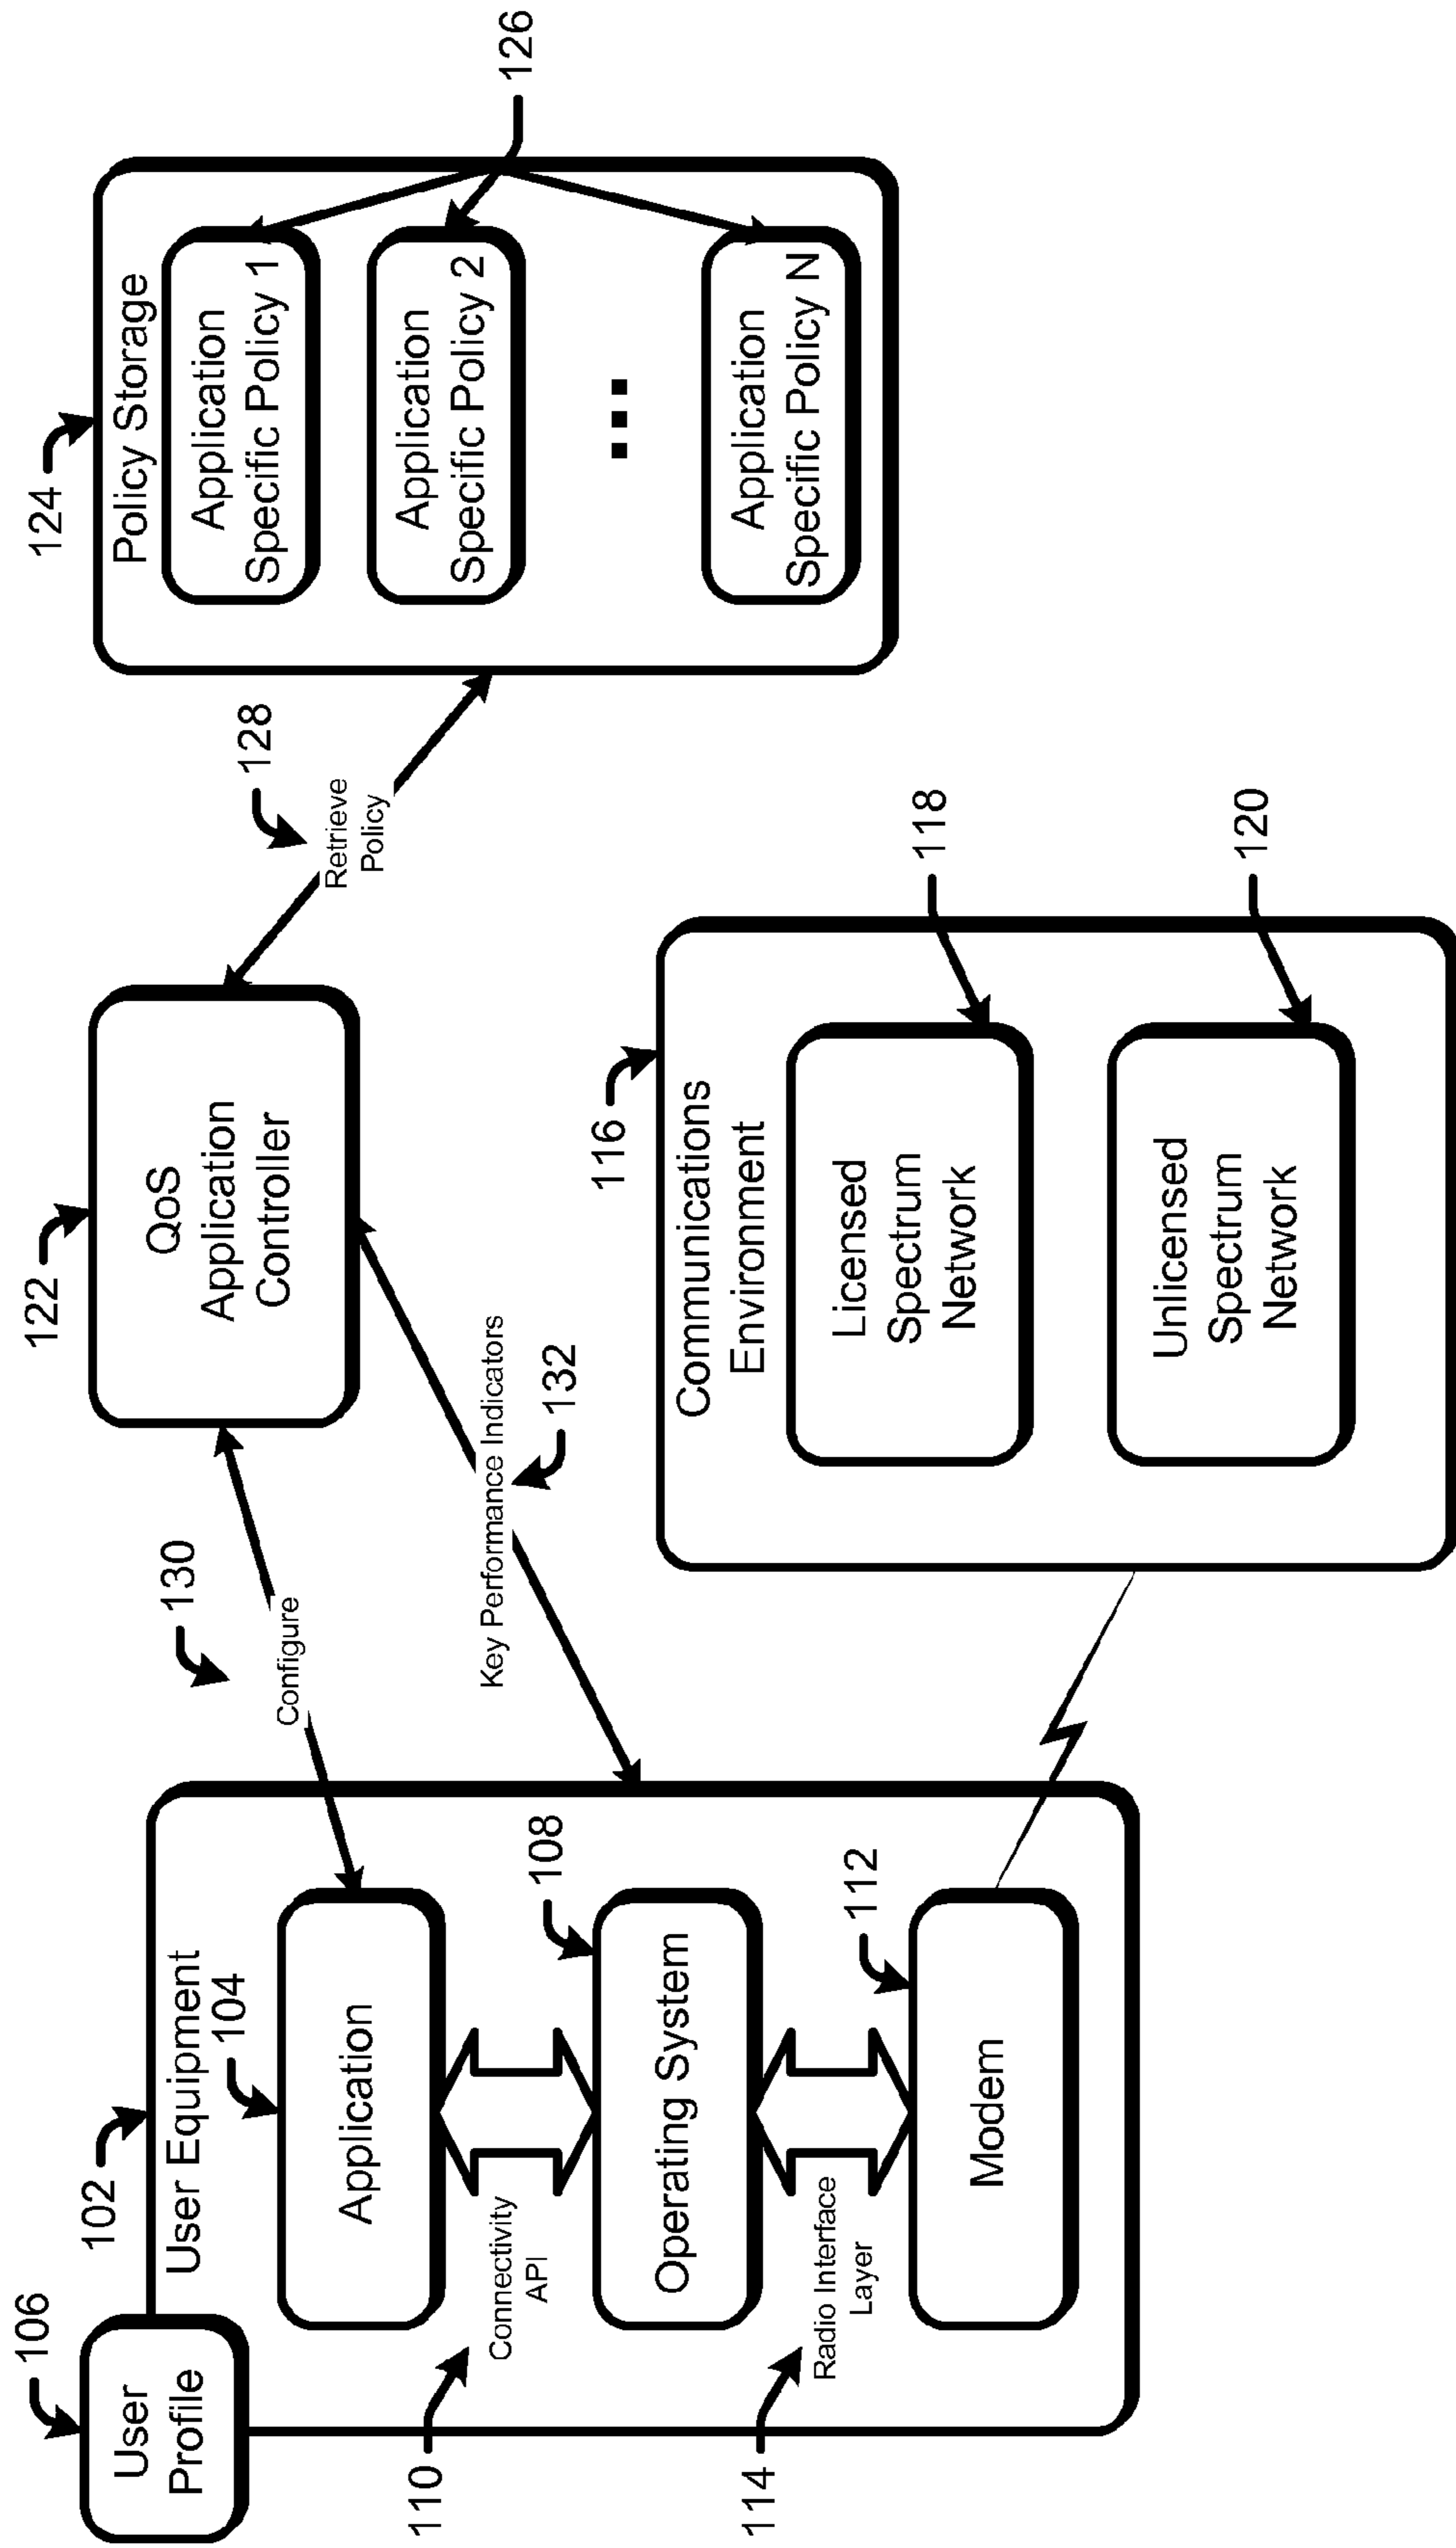 106
User
Profile
102
User Equipment
104
Application
110
Connectivity
API
108
Operating System
114
Radio Interface
Layer
112
Modem
130
Configure
122
QoS
Application
Controller
132
Key Performance Indicators
128
Retrieve
Policy
124
Policy Storage
Application
Specific Policy 1
Application
Specific Policy 2
...
Application
Specific Policy N
126
116
Communications
Environment
Licensed
Spectrum
Network
118
Unlicensed
Spectrum
Network
120